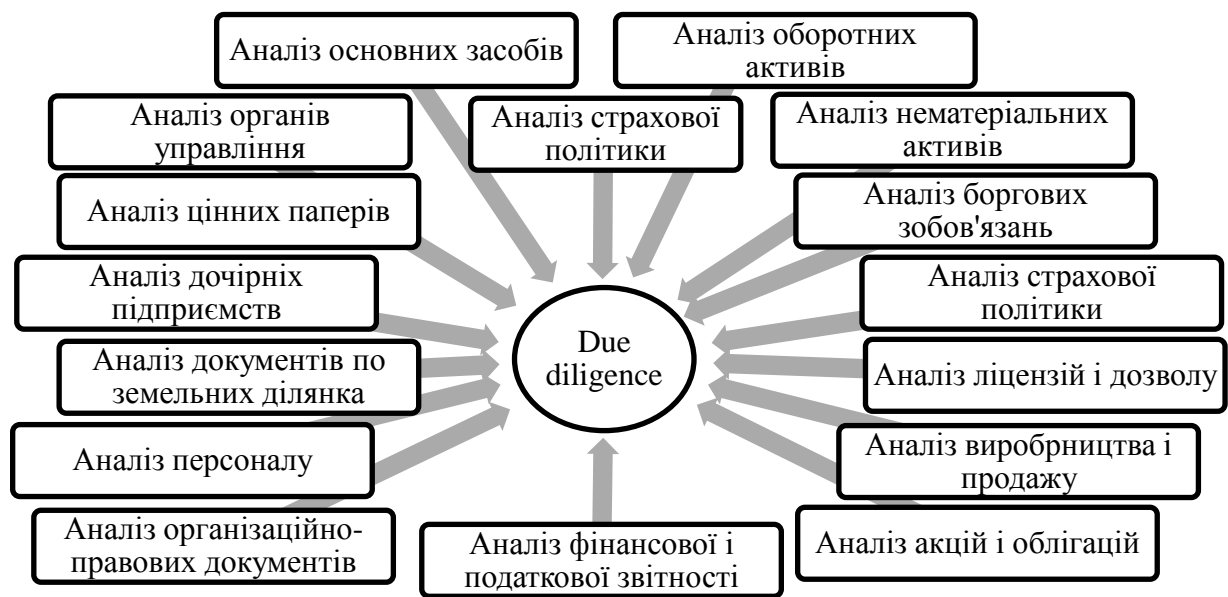 Аналіз основних засобів
Аналіз оборотних
активів
Аналіз органів
управління
Аналіз страхової
політики
Аналіз нематеріальних
активів
Аналіз цінних паперів
Аналіз боргових
зобов'язань
Аналіз дочірніх
підприємств
Аналіз страхової
політики
Due
diligence
Аналіз документів по
земельних ділянка
Аналіз ліцензій і дозволу
Аналіз персоналу
Аналіз виробрництва і
продажу
Аналіз організаційно-
правових документів
Аналіз фінансової і
податкової звітності
Аналіз акцій і облігацій